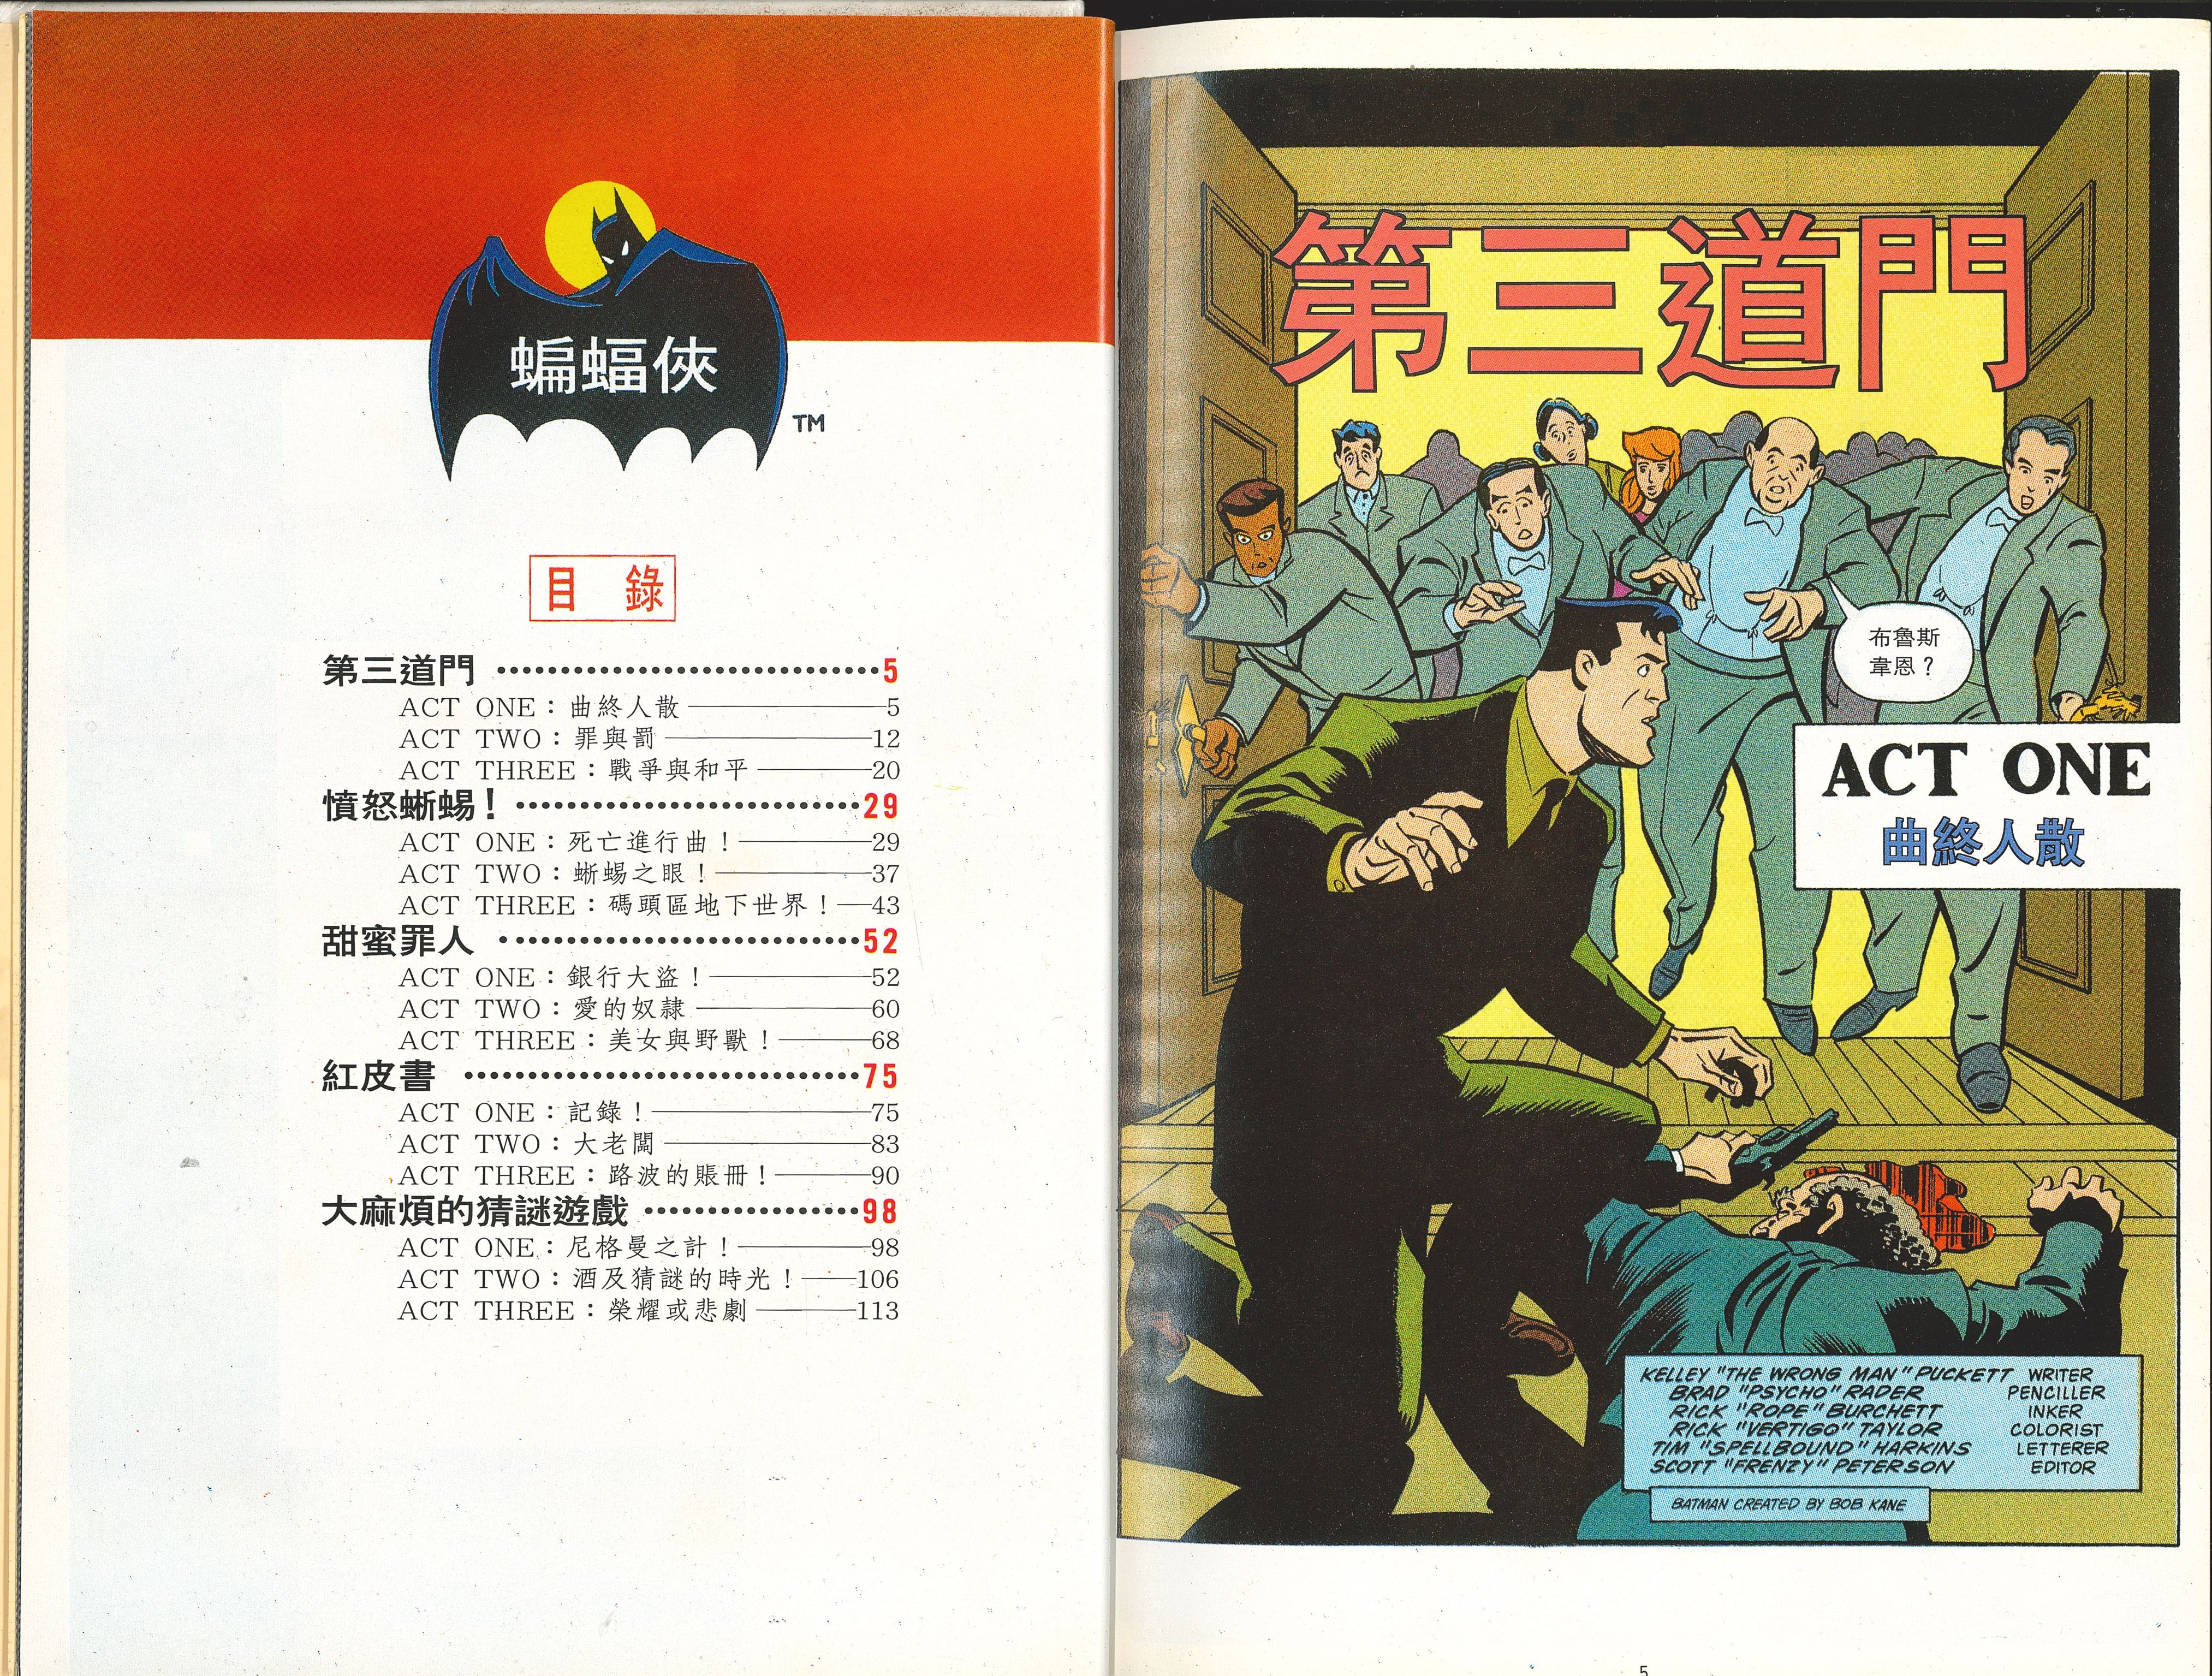 蝙蝠俠
TM
目 錄
第三道門 5
ACT ONE：曲終人散 5
ACT TWO：罪與罰 12
ACT THREE：戰爭與和平 20
憤怒蜥蜴！ 29
ACT ONE：死亡進行曲！ 29
ACT TWO：蜥蜴之眼！ 37
ACT THREE：碼頭區地下世界！ 43
甜蜜罪人 52
ACT ONE：銀行大盜！ 52
ACT TWO：愛的奴隸 60
ACT THREE：美女與野獸！ 68
紅皮書 75
ACT ONE：記錄！ 75
ACT TWO：大老闆 83
ACT THREE：路波的賬冊！ 90
大麻煩的猜謎遊戲 98
ACT ONE：尼格曼之計！ 98
ACT TWO：酒及猜謎的時光！ 106
ACT THREE：榮耀或悲劇 113
第三道門
布魯斯
韋恩？
ACT ONE
曲終人散
KELLEY "THE WRONG MAN" PUCKETT WRITER
BRAD "PSYCHO" RADER PENCILLER
RICK "ROPE" BURCHETT INKER
RICK "VERTIGO" TAYLOR COLORIST
TIM "SPELLBOUND" HARKINS LETTERER
SCOTT "FRENZY" PETERSON EDITOR
BATMAN CREATED BY BOB KANE
5